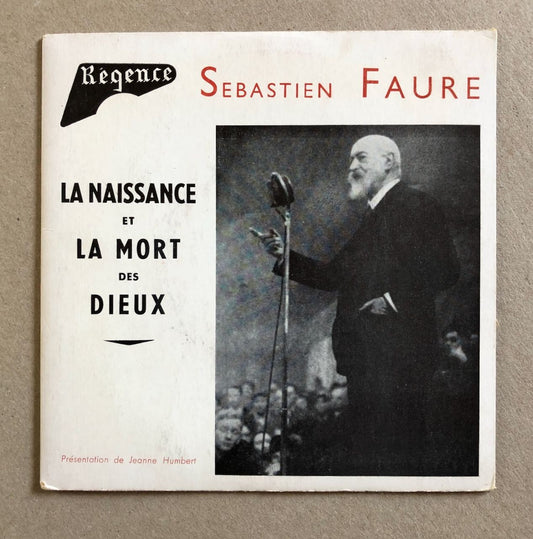 Régence
SEBASTIEN FAURE
LA NAISSANCE
ET
LA MORT
DES
DIEUX
Présentation de Jeanne Humbert